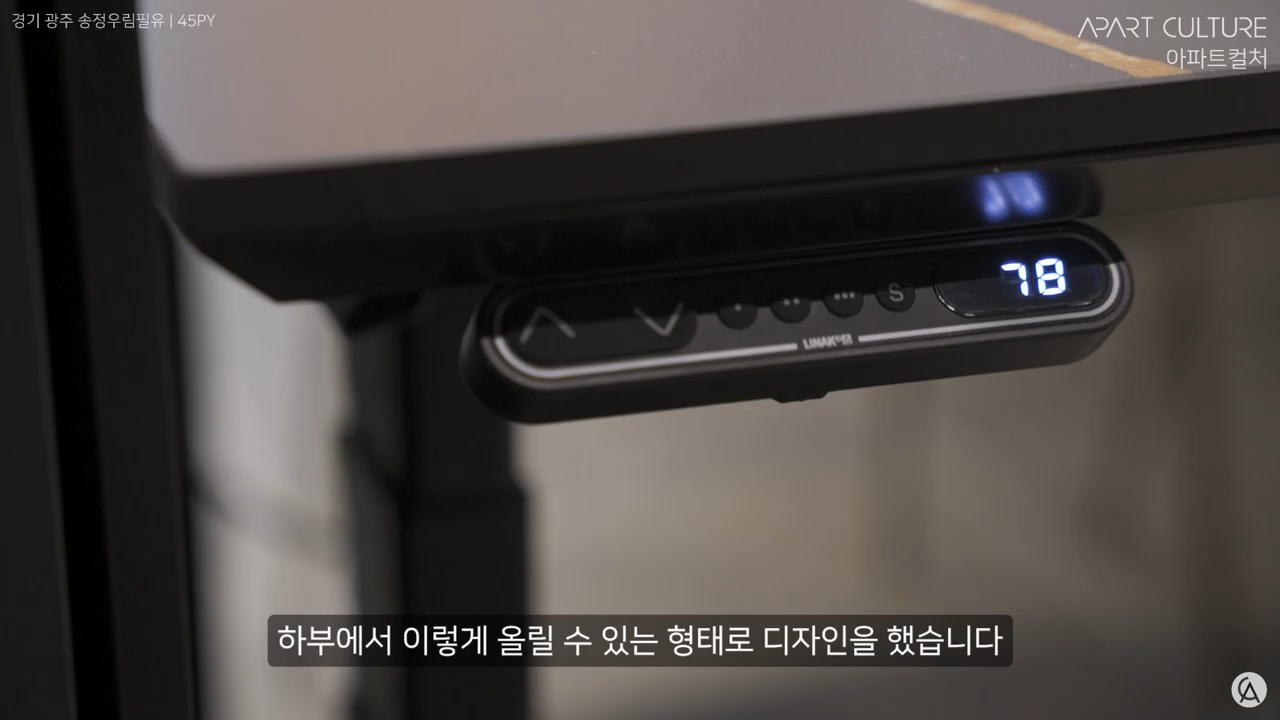 경기 광주 송정우림필유 | 45PY
APART CULTURE
아파트컬처
78
S
LINAK
하부에서 이렇게 올릴 수 있는 형태로 디자인을 했습니다